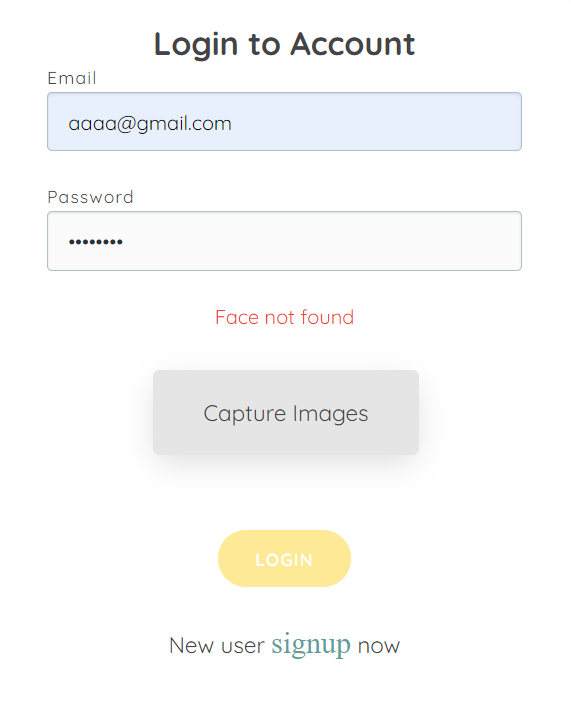 Login to Account
Email
aaaa@gmail.com
Password
••••••••
Face not found
Capture Images
LOGIN
New user signup now